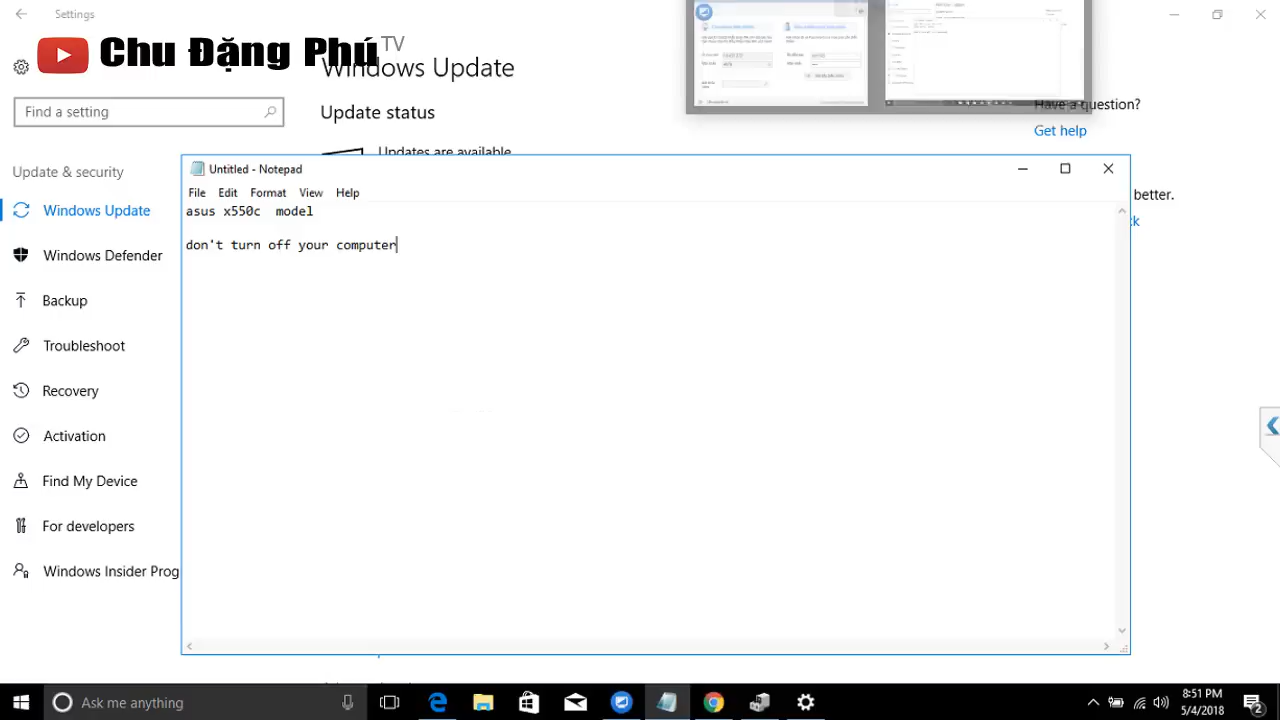 Settings
Chu Đặng Phú TV
Windows Update
Find a setting
Update status
Have a question?
Get help
Updates are available
Update & security
better.
Windows Update
Windows Defender
Backup
Troubleshoot
Recovery
Activation
Find My Device
For developers
Windows Insider Prog
Untitled - Notepad
File Edit Format View Help
asus x550c model
don't turn off your computer
Ask me anything
8:51 PM
5/4/2018
2